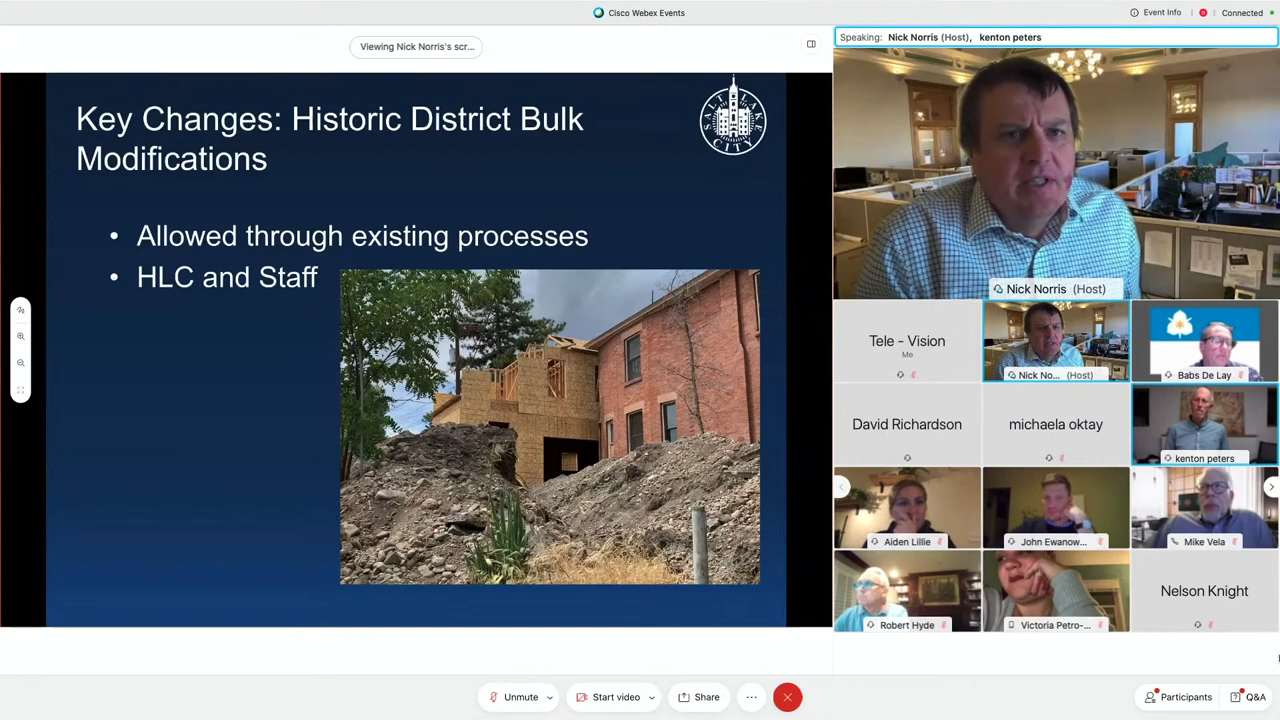 Cisco Webex Events
Event Info
Connected
Viewing Nick Norris's scr...
Speaking: Nick Norris (Host), kenton peters
Key Changes: Historic District Bulk
Modifications
SALT LAKE
CITY
• Allowed through existing processes
• HLC and Staff
Nick Norris (Host)
Tele - Vision
Me
Nick No... (Host)
Babs De Lay
David Richardson
michaela oktay
kenton peters
Aiden Lillie
John Ewanow...
Mike Vela
Robert Hyde
Victoria Petro-...
Nelson Knight
Unmute
Start video
Share
Participants
Q&A